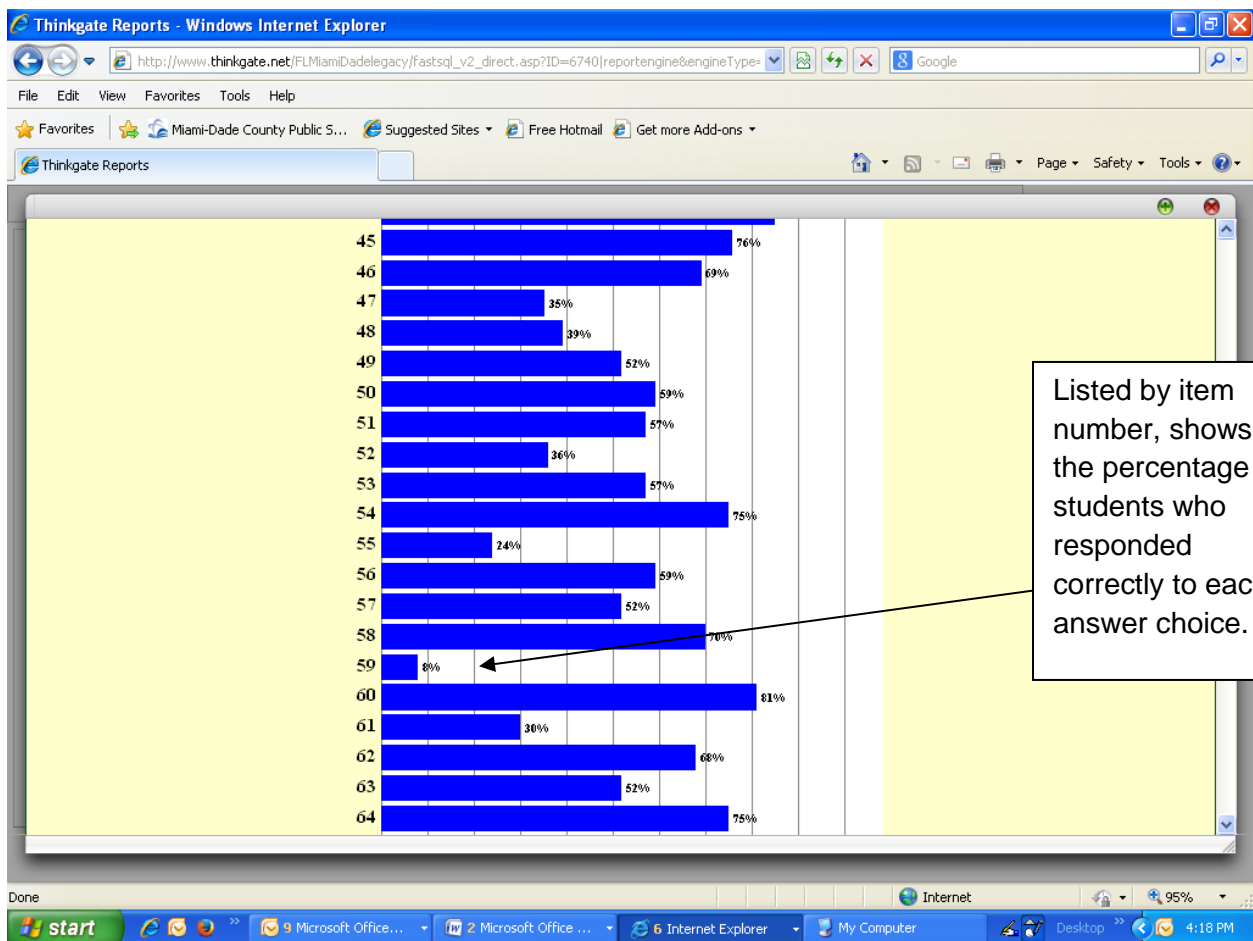 Thinkgate Reports - Windows Internet Explorer
http://www.thinkgate.net/FLMiamiDadelegacy/fastsql_v2_direct.asp?ID=6740|reportengine&engineType=
Google
File Edit View Favorites Tools Help
Favorites Miami-Dade County Public S... Suggested Sites Free Hotmail Get more Add-ons
Thinkgate Reports Page Safety Tools
45 76%
46 69%
47 35%
48 39%
49 52%
50 59%
51 57%
52 36%
53 57%
54 75%
55 24%
56 59%
57 52%
58 70%
59 8%
60 81%
61 30%
62 68%
63 52%
64 75%
Listed by item
number, shows
the percentage
students who
responded
correctly to eac
answer choice.
Done Internet 95%
start 9 Microsoft Office... 2 Microsoft Office ... 6 Internet Explorer My Computer Desktop 4:18 PM